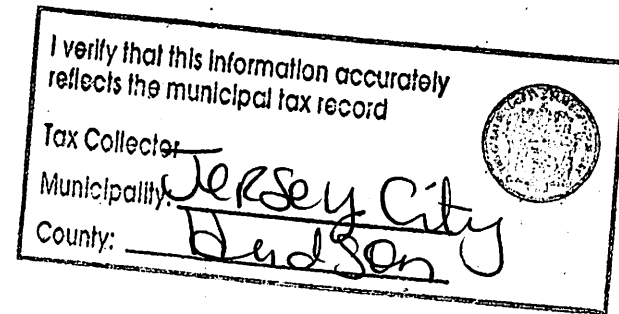 I verify that this information accurately
reflects the municipal tax record
Tax Collector
Municipality: Jersey City
County: Hudson